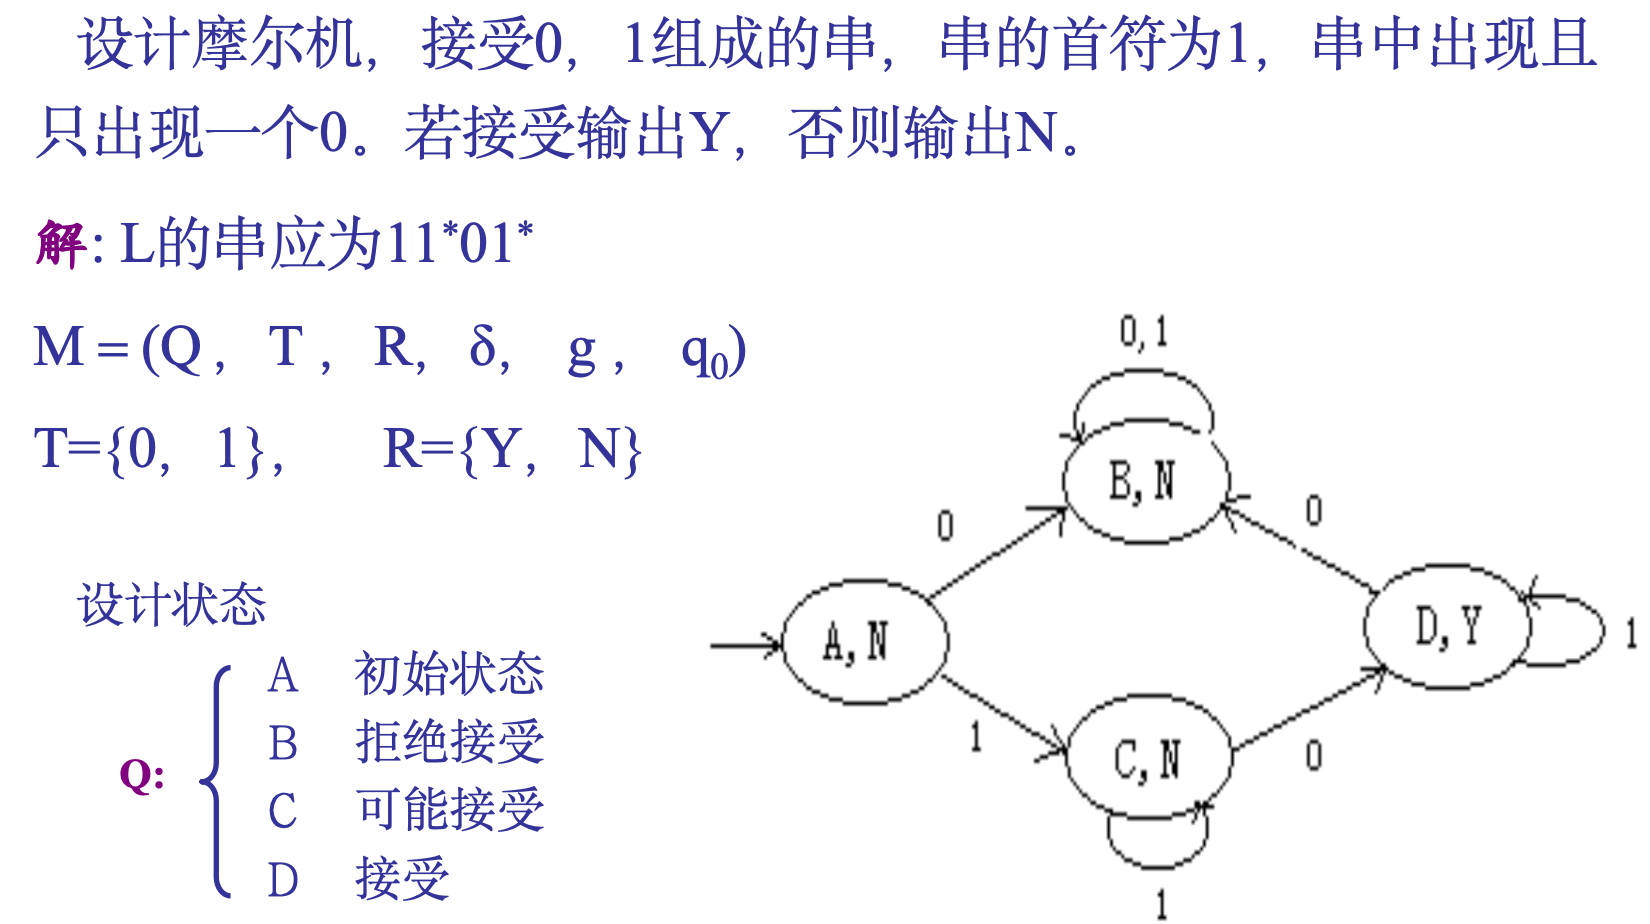 设计摩尔机，接受0，1组成的串，串的首符为1，串中出现且
只出现一个0。若接受输出Y，否则输出N。
解: L的串应为11*01*
M = (Q , T , R, δ, g , q₀)
T={0, 1}, R={Y, N}
设计状态
Q:
A 初始状态
B 拒绝接受
C 可能接受
D 接受
0,1
B,N
0
0
A,N
D,Y
1
1
C,N
0
1